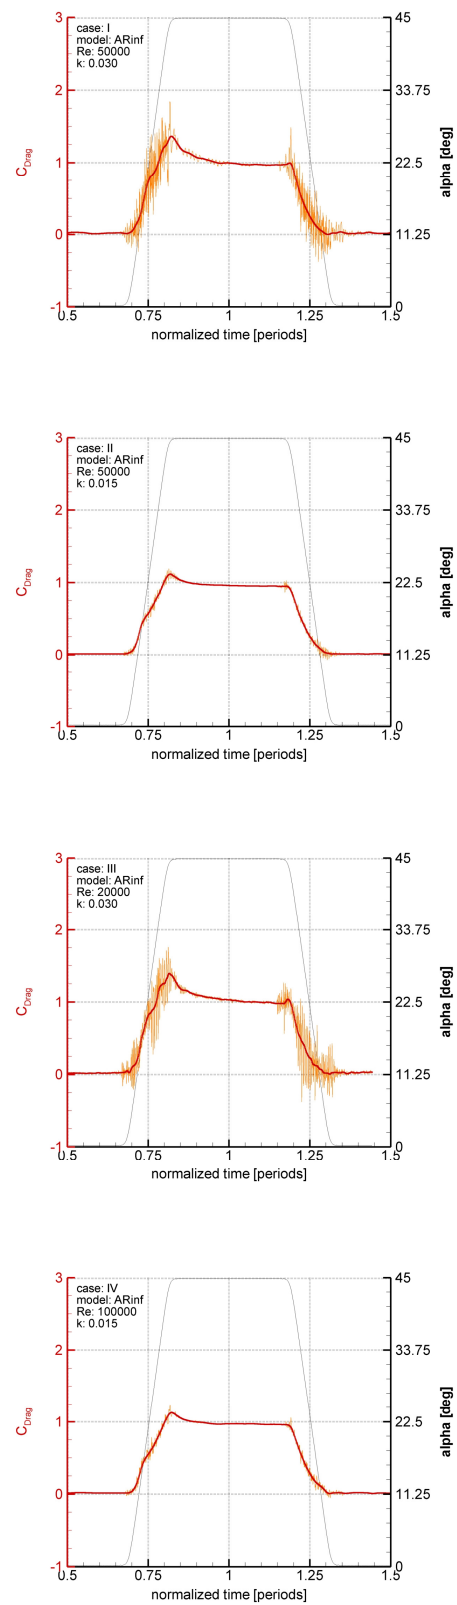 case: I
model: ARinf
Re: 50000
k: 0.030
3
2
1
0
-1
C_Drag
45
33.75
22.5
11.25
0
alpha [deg]
0.5 0.75 1 1.25 1.5
normalized time [periods]
case: II
model: ARinf
Re: 50000
k: 0.015
3
2
1
0
-1
C_Drag
45
33.75
22.5
11.25
0
alpha [deg]
0.5 0.75 1 1.25 1.5
normalized time [periods]
case: III
model: ARinf
Re: 20000
k: 0.030
3
2
1
0
-1
C_Drag
45
33.75
22.5
11.25
0
alpha [deg]
0.5 0.75 1 1.25 1.5
normalized time [periods]
case: IV
model: ARinf
Re: 100000
k: 0.015
3
2
1
0
-1
C_Drag
45
33.75
22.5
11.25
0
alpha [deg]
0.5 0.75 1 1.25 1.5
normalized time [periods]